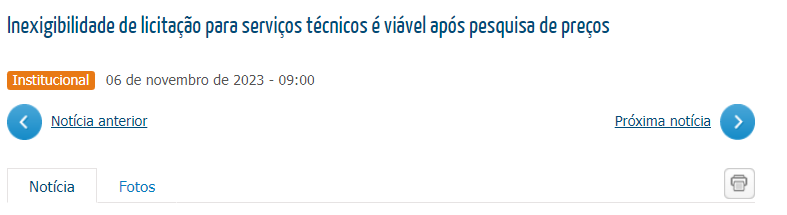 Inexigibilidade de licitação para serviços técnicos é viável após pesquisa de preços
Institucional 06 de novembro de 2023 - 09:00
Notícia anterior Próxima notícia
Notícia Fotos